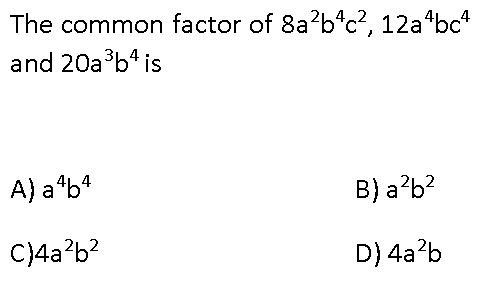 The common factor of 8a²b⁴c², 12a⁴bc⁴
and 20a³b⁴ is
A) a⁴b⁴ B) a²b²
C)4a²b² D) 4a²b